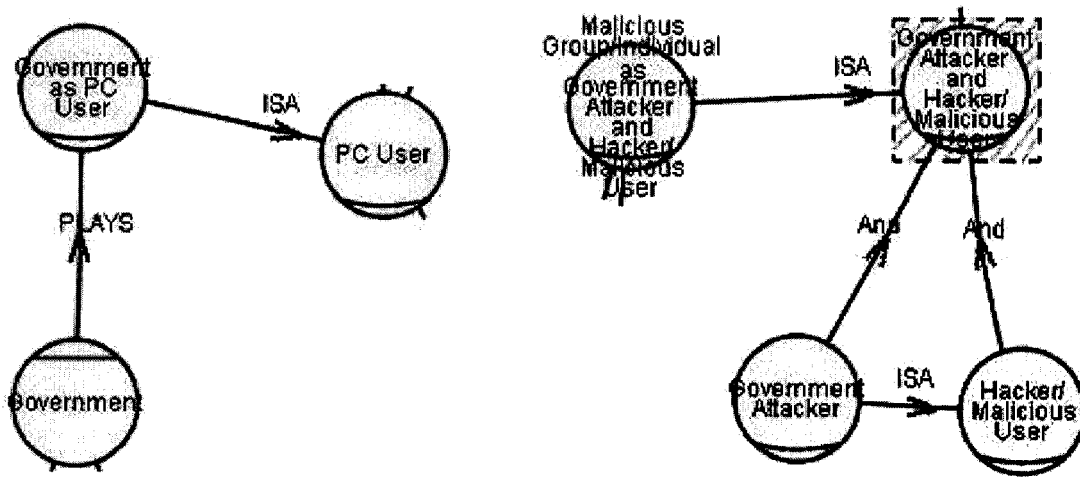 Government
as PC
User
ISA
PC User
PLAYS
Government
Malicious
Group/Individual
as
Government
Attacker
and
Hacker/
Malicious
User
ISA
Government
Attacker
and
Hacker/
Malicious
User
And
And
Government
Attacker
ISA
Hacker/
Malicious
User